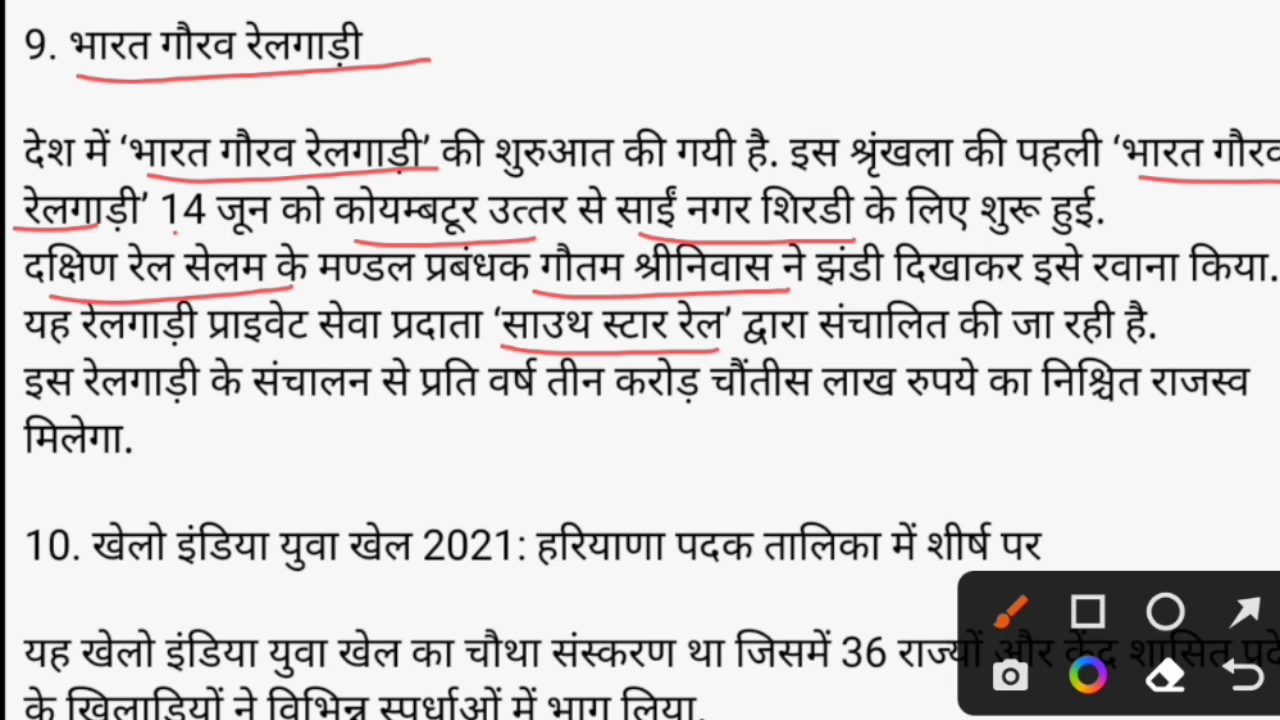 9. भारत गौरव रेलगाड़ी
देश में ‘भारत गौरव रेलगाड़ी’ की शुरुआत की गयी है. इस श्रृंखला की पहली ‘भारत गौरव
रेलगाड़ी’ 14 जून को कोयम्बटूर उत्तर से साईं नगर शिरडी के लिए शुरू हुई.
दक्षिण रेल सेलम के मण्डल प्रबंधक गौतम श्रीनिवास ने झंडी दिखाकर इसे रवाना किया.
यह रेलगाड़ी प्राइवेट सेवा प्रदाता ‘साउथ स्टार रेल’ द्वारा संचालित की जा रही है.
इस रेलगाड़ी के संचालन से प्रति वर्ष तीन करोड़ चौंतीस लाख रुपये का निश्चित राजस्व
मिलेगा.
10. खेलो इंडिया युवा खेल 2021: हरियाणा पदक तालिका में शीर्ष पर
यह खेलो इंडिया युवा खेल का चौथा संस्करण था जिसमें 36 राज्यों और केंद्र शासित
के खिलाड़ियों ने विभिन्न स्पर्धाओं में भाग लिया.